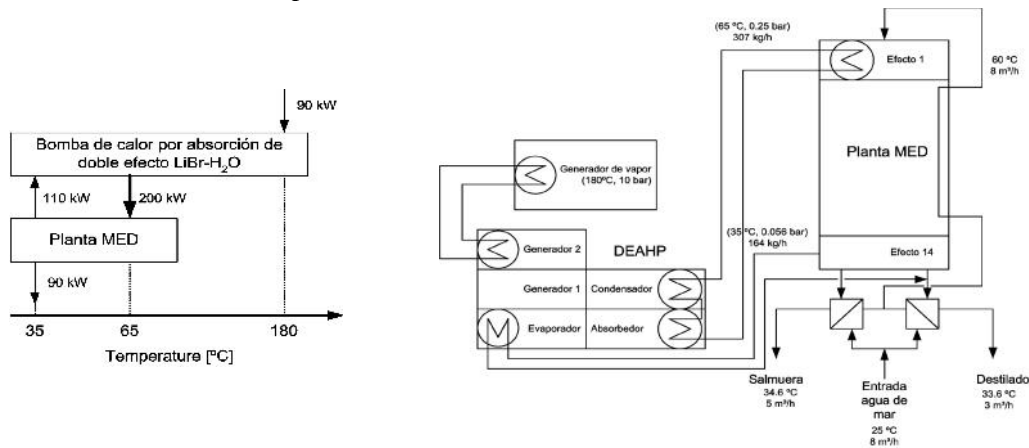 90 kW
Bomba de calor por absorción de
doble efecto LiBr-H₂O
110 kW
200 kW
Planta MED
90 kW
35
65
180
Temperature [ºC]
(65 ºC, 0.25 bar)
307 kg/h
Efecto 1
60 ºC
8 m³/h
Planta MED
Generador de vapor
(180ºC, 10 bar)
(35 ºC, 0.056 bar)
164 kg/h
Efecto 14
Generador 2
DEAHP
Generador 1
Condensador
Evaporador
Absorbedor
Salmuera
34.6 ºC
5 m³/h
Entrada
agua de
mar
25 ºC
8 m³/h
Destilado
33.6 ºC
3 m³/h